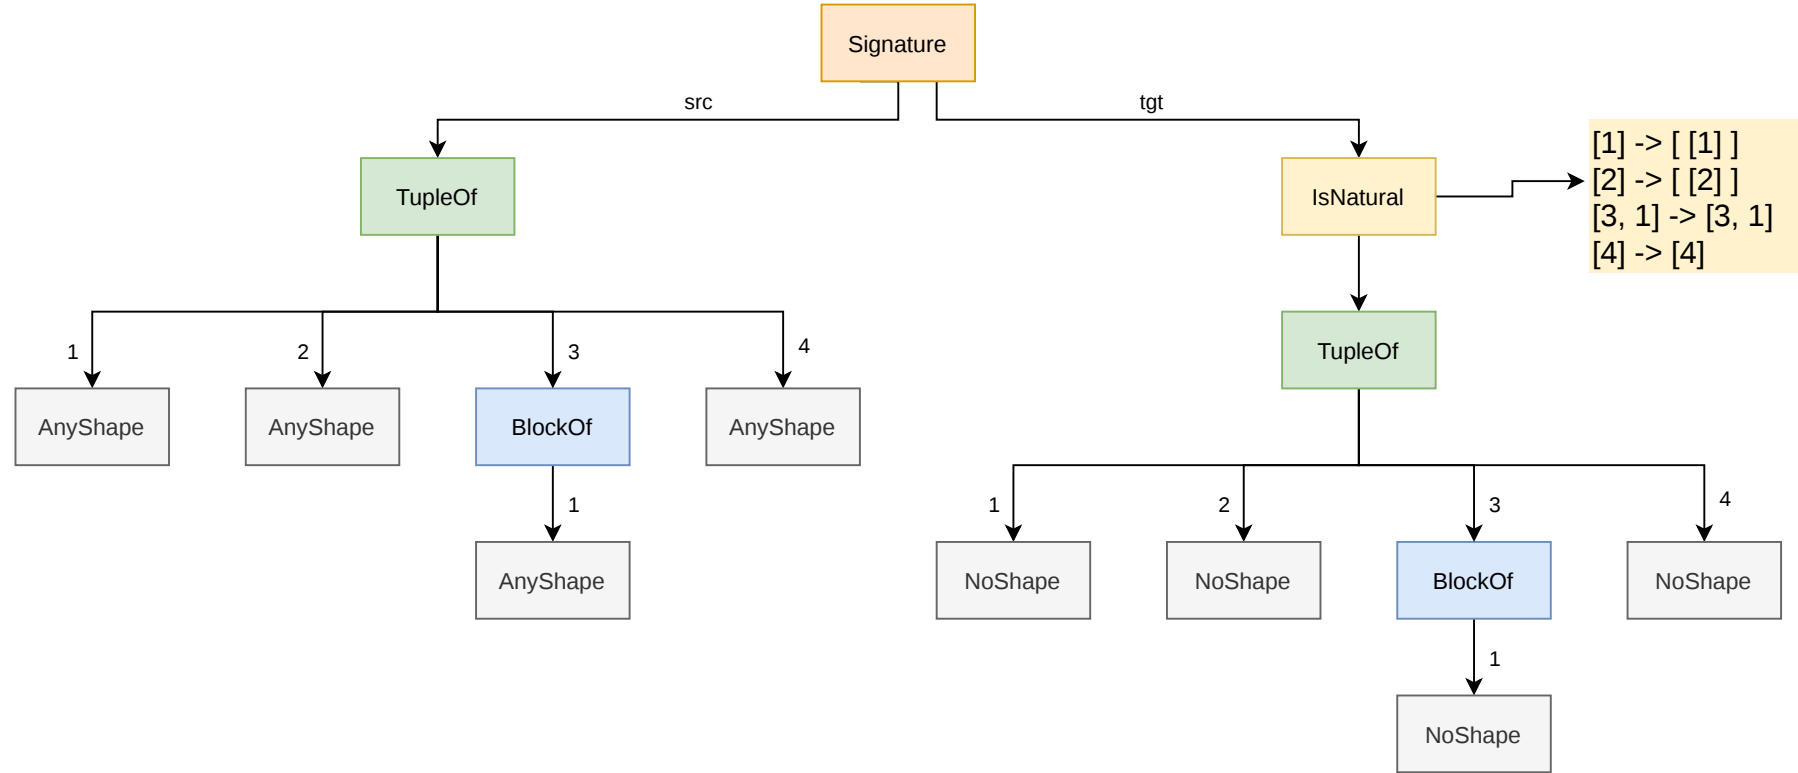 Signature
src
tgt
TupleOf
IsNatural
[1] -> [ [1] ]
[2] -> [ [2] ]
[3, 1] -> [3, 1]
[4] -> [4]
1
2
3
4
TupleOf
AnyShape
AnyShape
BlockOf
AnyShape
1
1
2
3
4
AnyShape
NoShape
NoShape
BlockOf
NoShape
1
NoShape